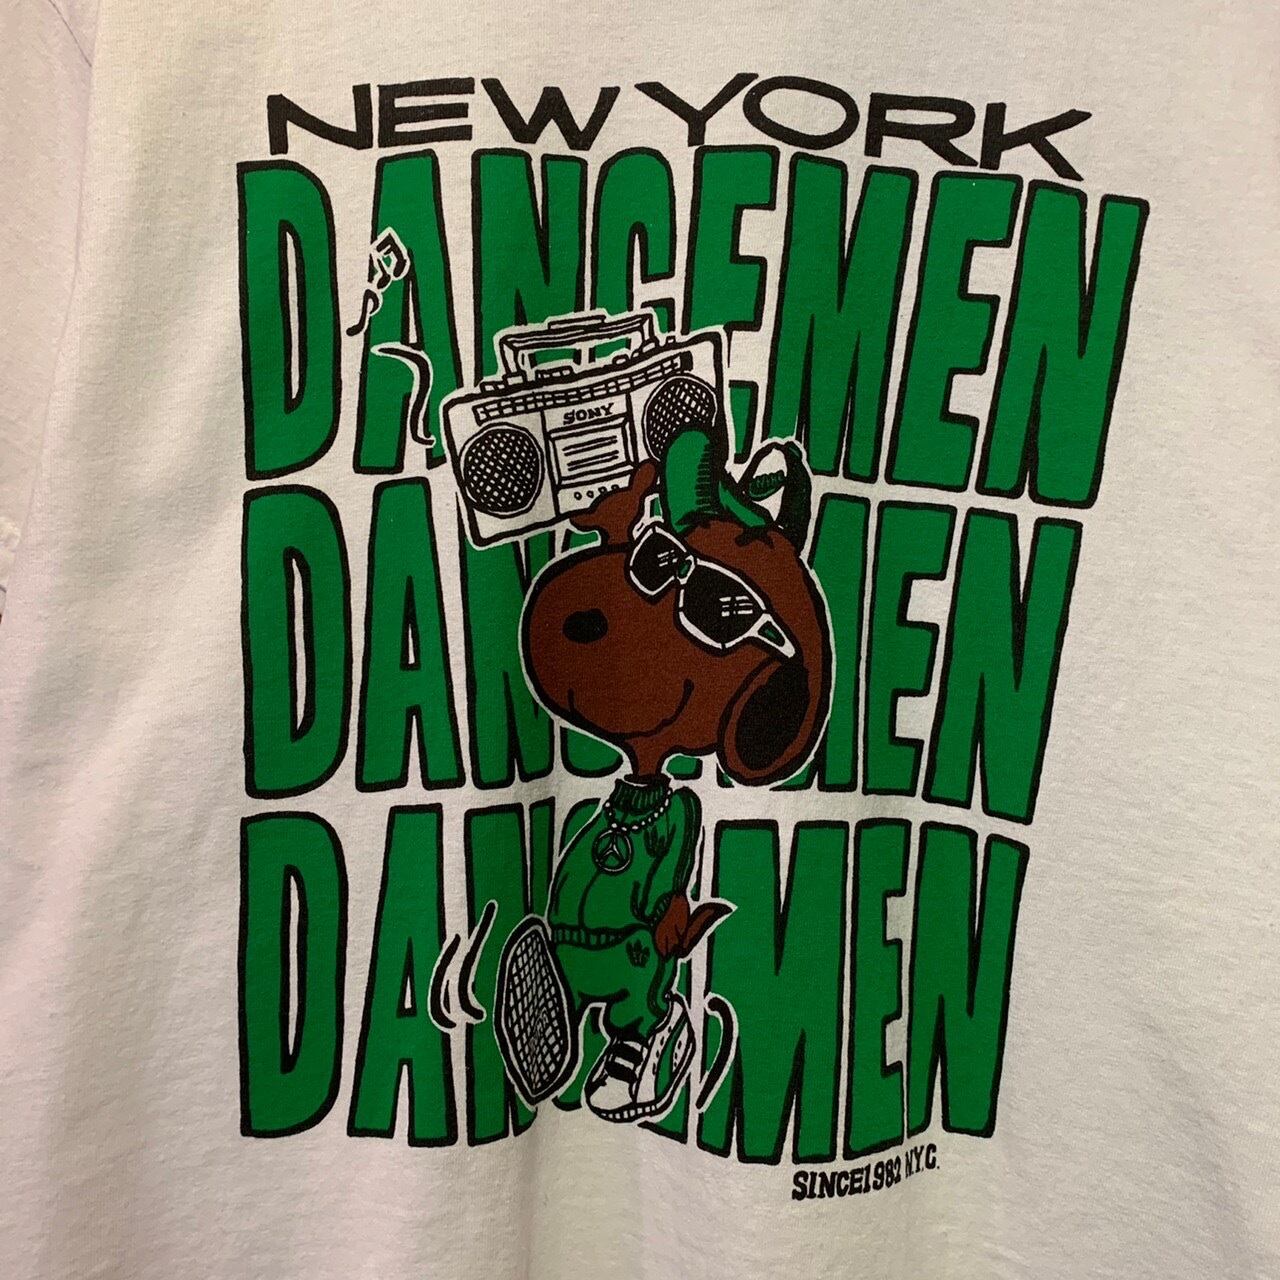 NEW YORK
DANCEMEN
SONY
DANCEMEN
DANCEMEN
SINCE1982 N.Y.C.